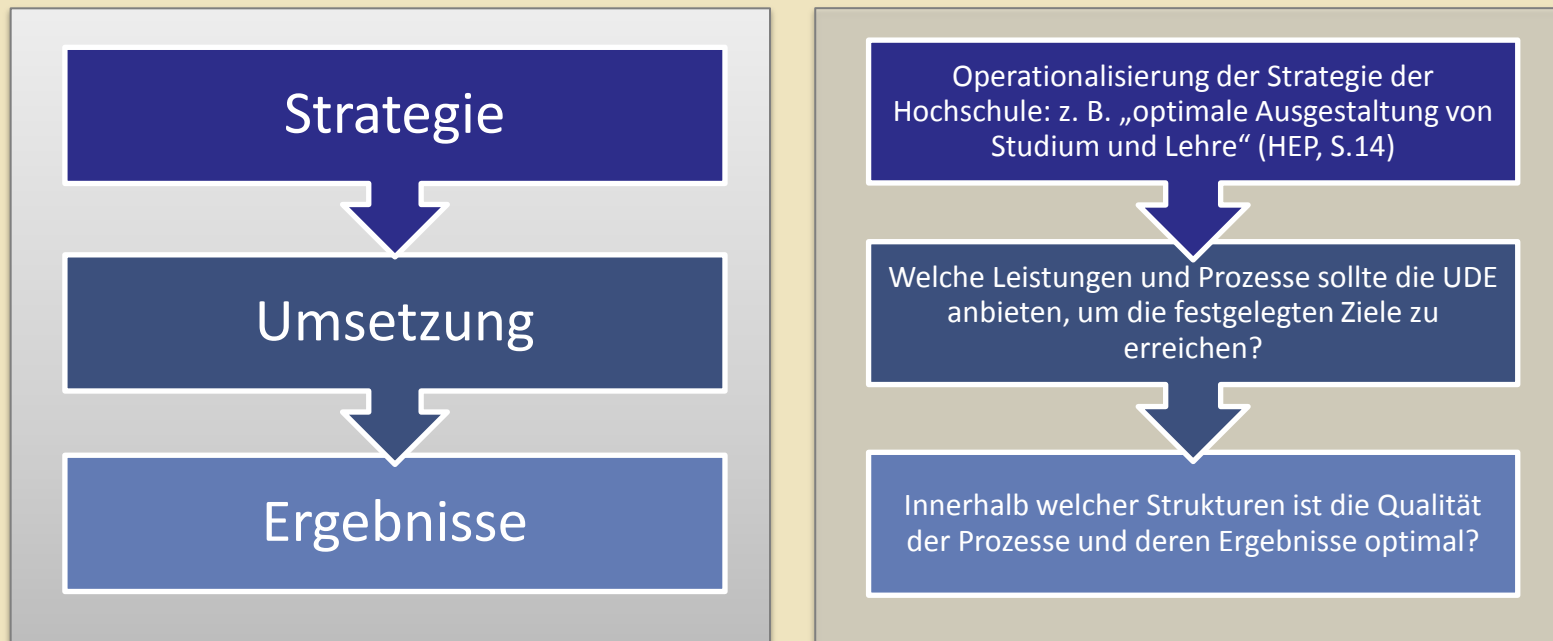 Strategie
Umsetzung
Ergebnisse
Operationalisierung der Strategie der
Hochschule: z. B. „optimale Ausgestaltung von
Studium und Lehre“ (HEP, S.14)
Welche Leistungen und Prozesse sollte die UDE
anbieten, um die festgelegten Ziele zu
erreichen?
Innerhalb welcher Strukturen ist die Qualität
der Prozesse und deren Ergebnisse optimal?